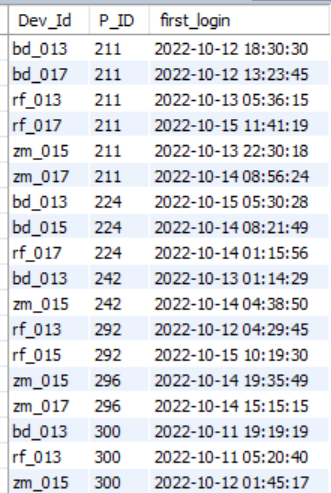 Dev_Id P_ID first_login
bd_013 211 2022-10-12 18:30:30
bd_017 211 2022-10-12 13:23:45
rf_013 211 2022-10-13 05:36:15
rf_017 211 2022-10-15 11:41:19
zm_015 211 2022-10-13 22:30:18
zm_017 211 2022-10-14 08:56:24
bd_013 224 2022-10-15 05:30:28
bd_015 224 2022-10-14 08:21:49
rf_017 224 2022-10-14 01:15:56
bd_013 242 2022-10-13 01:14:29
zm_015 242 2022-10-14 04:38:50
rf_013 292 2022-10-12 04:29:45
rf_015 292 2022-10-15 10:19:30
zm_015 296 2022-10-14 19:35:49
zm_017 296 2022-10-14 15:15:15
bd_013 300 2022-10-11 19:19:19
rf_013 300 2022-10-11 05:20:40
zm_015 300 2022-10-12 01:45:17